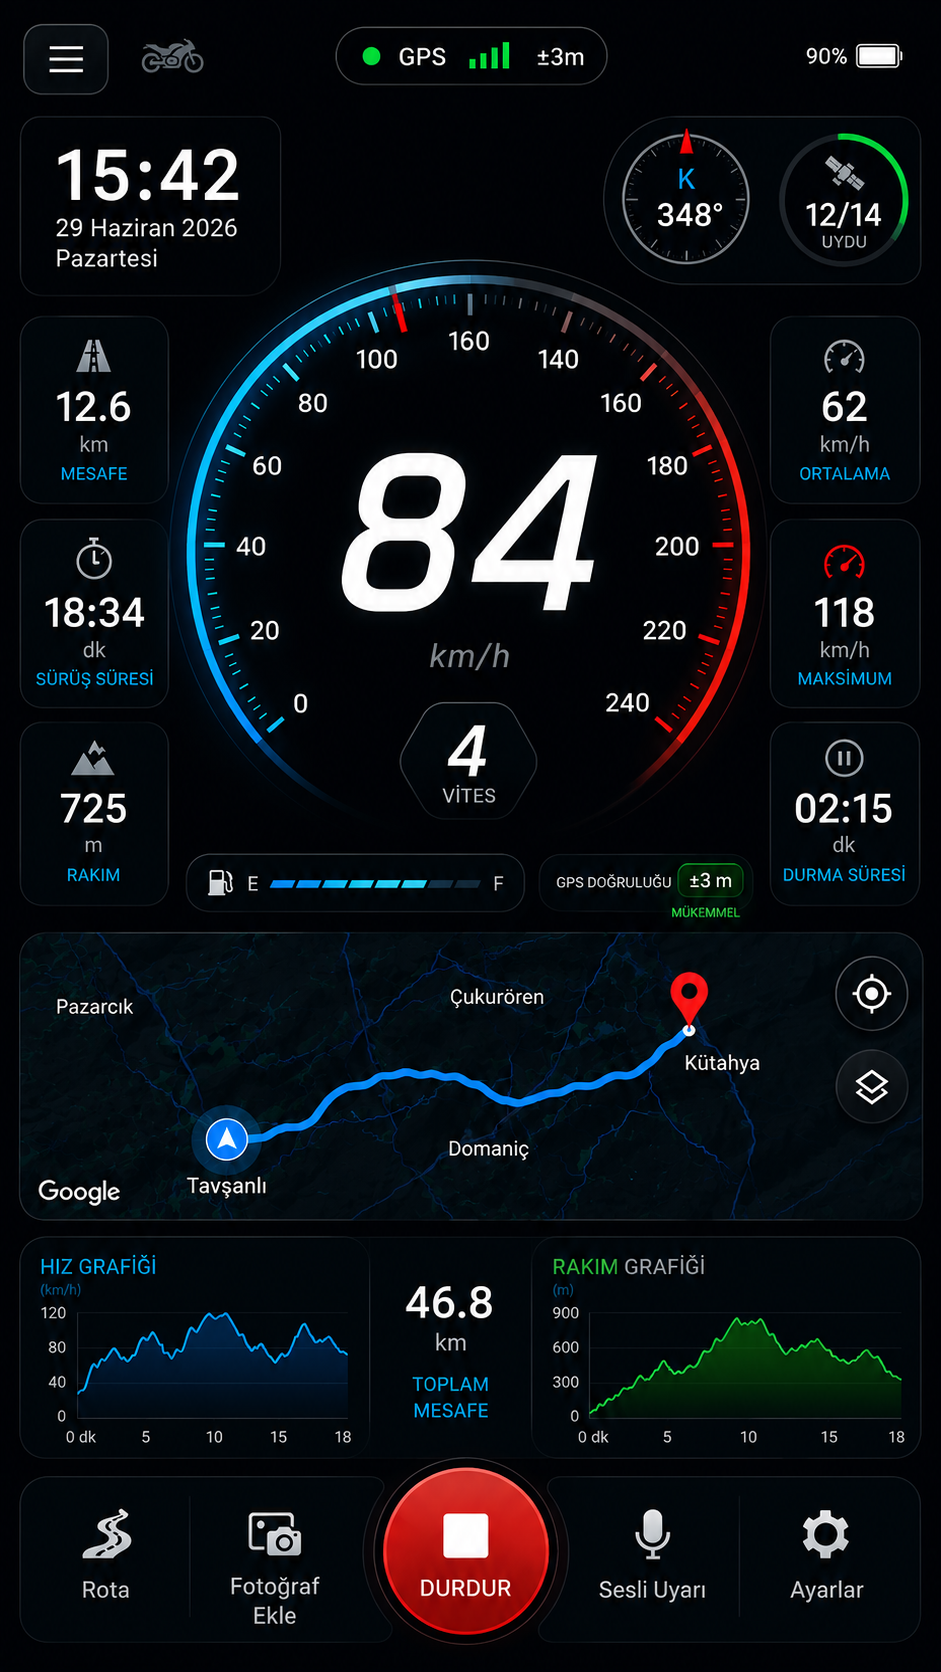 GPS ±3m
90%
15:42
29 Haziran 2026
Pazartesi
K
348°
12/14
UYDU
12.6
km
MESAFE
18:34
dk
SÜRÜŞ SÜRESİ
725
m
RAKIM
0
20
40
60
80
100
160
140
160
180
200
220
240
84
km/h
4
VİTES
62
km/h
ORTALAMA
118
km/h
MAKSİMUM
02:15
dk
DURMA SÜRESİ
E F
GPS DOĞRULUĞU ±3 m
MÜKEMMEL
Pazarcık
Çukurören
Kütahya
Domaniç
Tavşanlı
Google
HIZ GRAFİĞİ
(km/h)
120
80
40
0
0 dk 5 10 15 18
46.8
km
TOPLAM
MESAFE
RAKIM GRAFİĞİ
(m)
900
600
300
0
0 dk 5 10 15 18
Rota
Fotoğraf
Ekle
DURDUR
Sesli Uyarı
Ayarlar